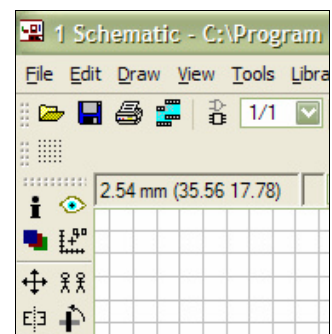 1 Schematic - C:\Program
File Edit Draw View Tools Libra
1/1
2.54 mm (35.56 17.78)